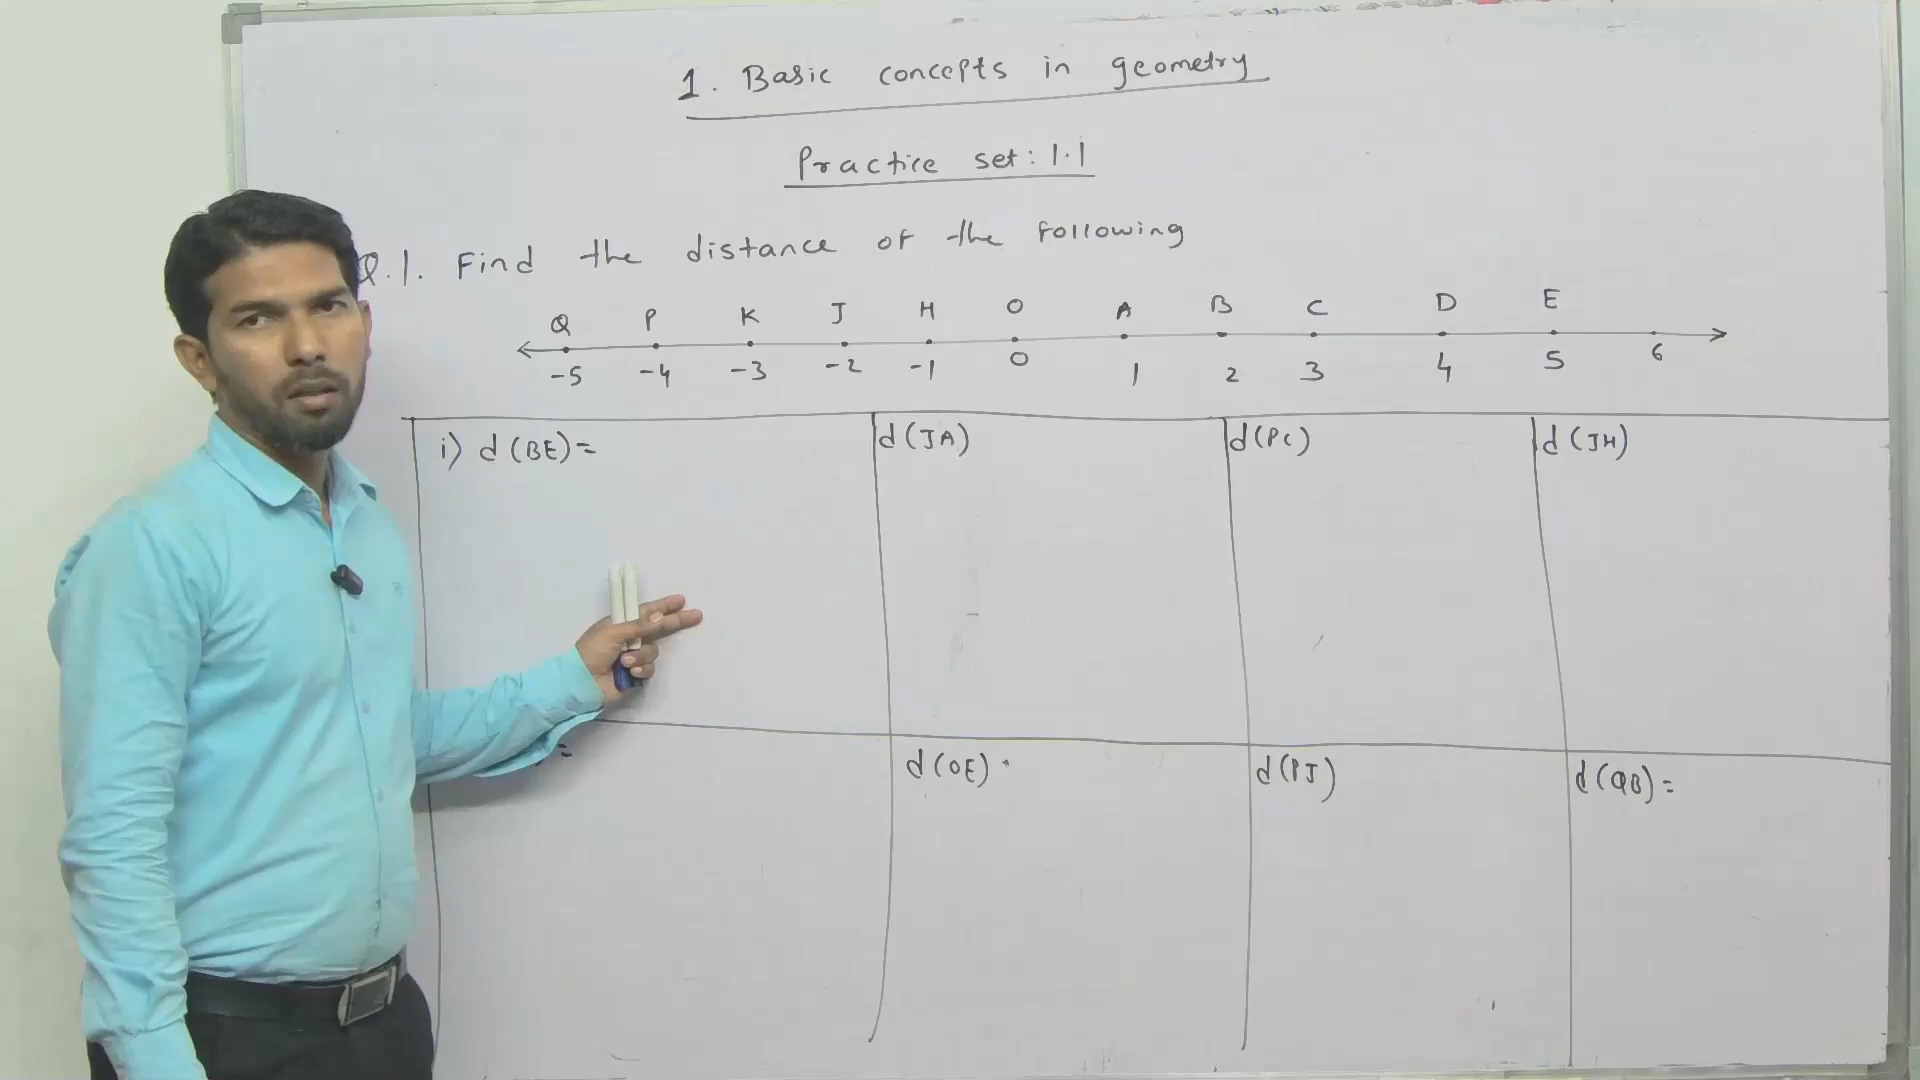 1. Basic concepts in geometry
Practice set: 1.1
Q.1. Find the distance of the following
Q P K J H O A B C D E
-5 -4 -3 -2 -1 0 1 2 3 4 5 6
i) d(BE)= d(JA) d(PC) d(JH)
= d(OE) d(PJ) d(QB)=